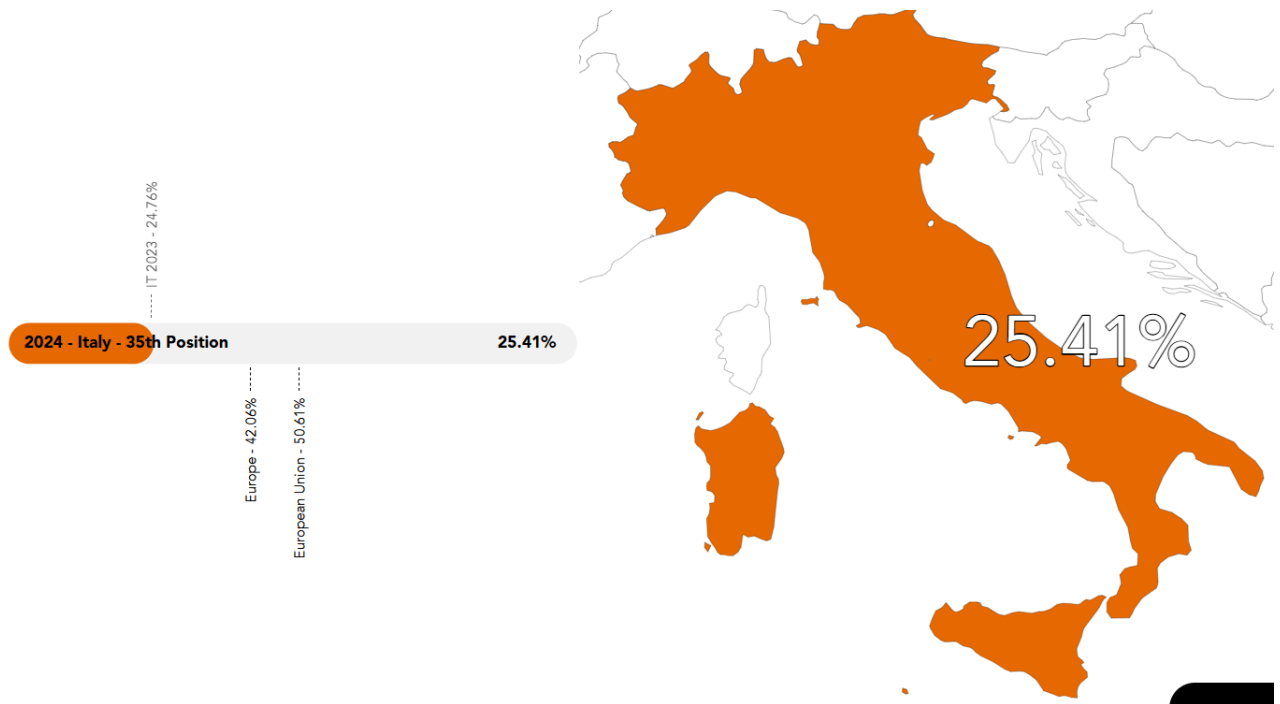 IT 2023 - 24.76%
2024 - Italy - 35th Position 25.41%
Europe - 42.06%
European Union - 50.61%
25.41%